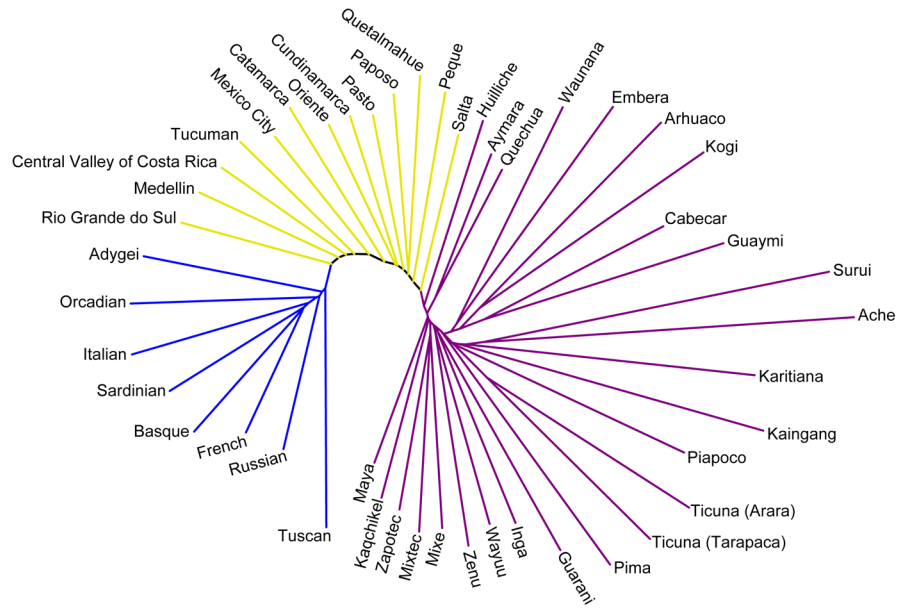 Quetalmahue
Peque
Paposo
Cundinamarca
Pasto
Catamarca
Oriente
Mexico City
Salta
Huilliche
Aymara
Quechua
Waunana
Embera
Arhuaco
Kogi
Tucuman
Central Valley of Costa Rica
Medellin
Rio Grande do Sul
Cabecar
Guaymi
Adygei
Surui
Orcadian
Ache
Italian
Karitiana
Sardinian
Basque
French
Russian
Kaingang
Piapoco
Maya
Kaqchikel
Zapotec
Mixtec
Mixe
Zenu
Wayuu
Inga
Guarani
Ticuna (Arara)
Tuscan
Ticuna (Tarapaca)
Pima